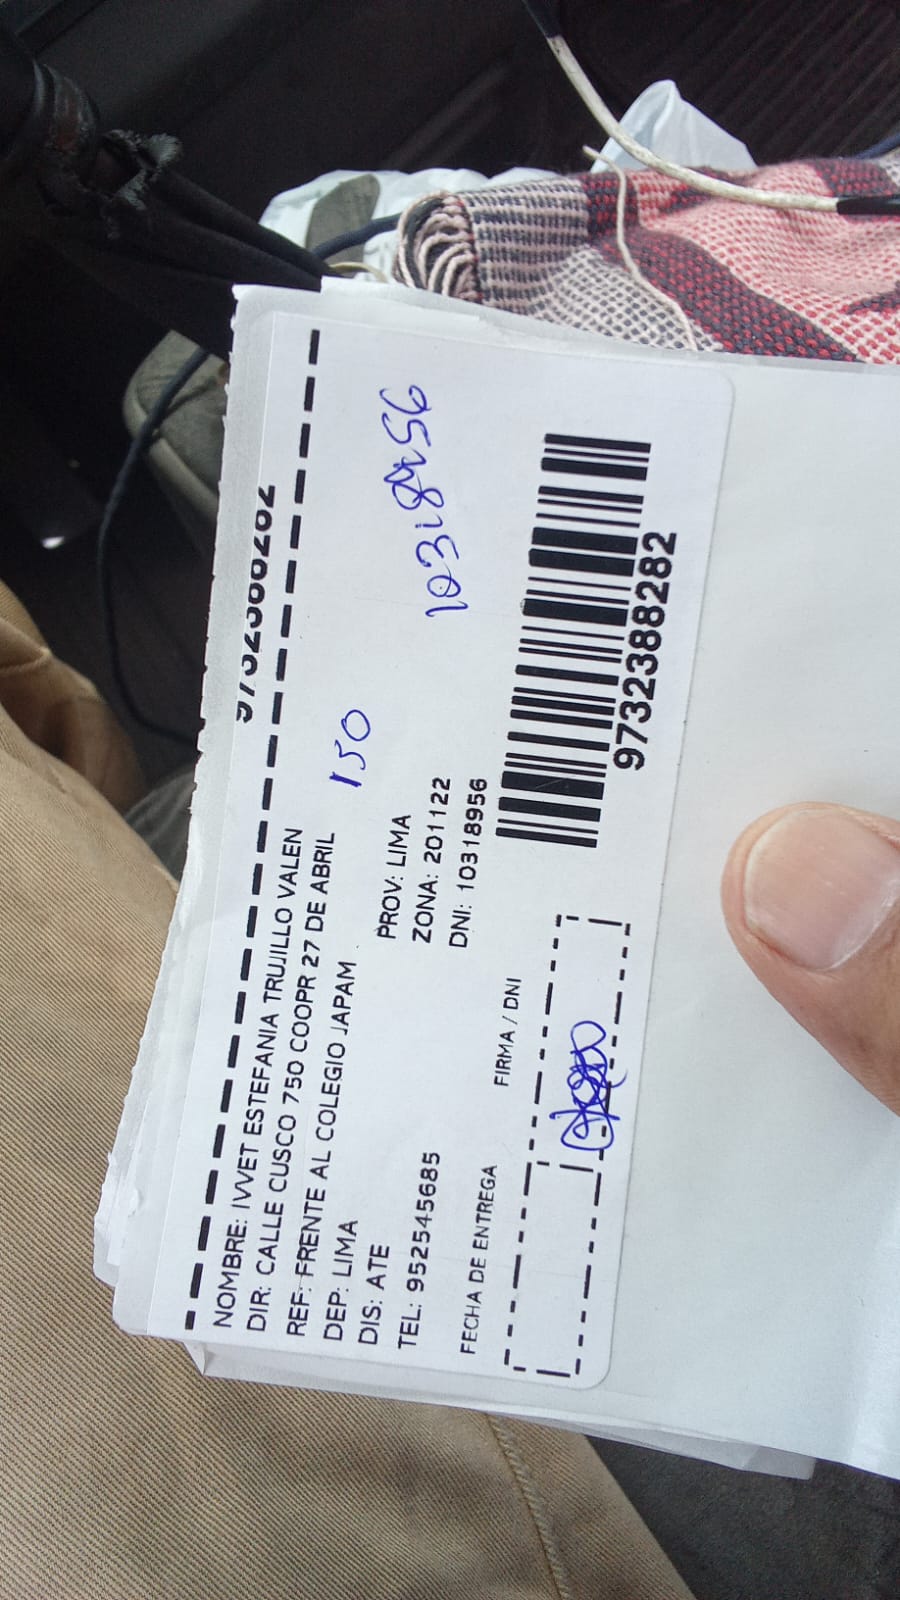 9732388282
NOMBRE: IVVET ESTEFANIA TRUJILLO VALEN
DIR: CALLE CUSCO 750 COOPR 27 DE ABRIL
REF: FRENTE AL COLEGIO JAPAM
150
DEP: LIMA PROV: LIMA
DIS: ATE ZONA: 201122
TEL: 952545685 DNI: 10318956
10318956
FECHA DE ENTREGA FIRMA / DNI
9732388282